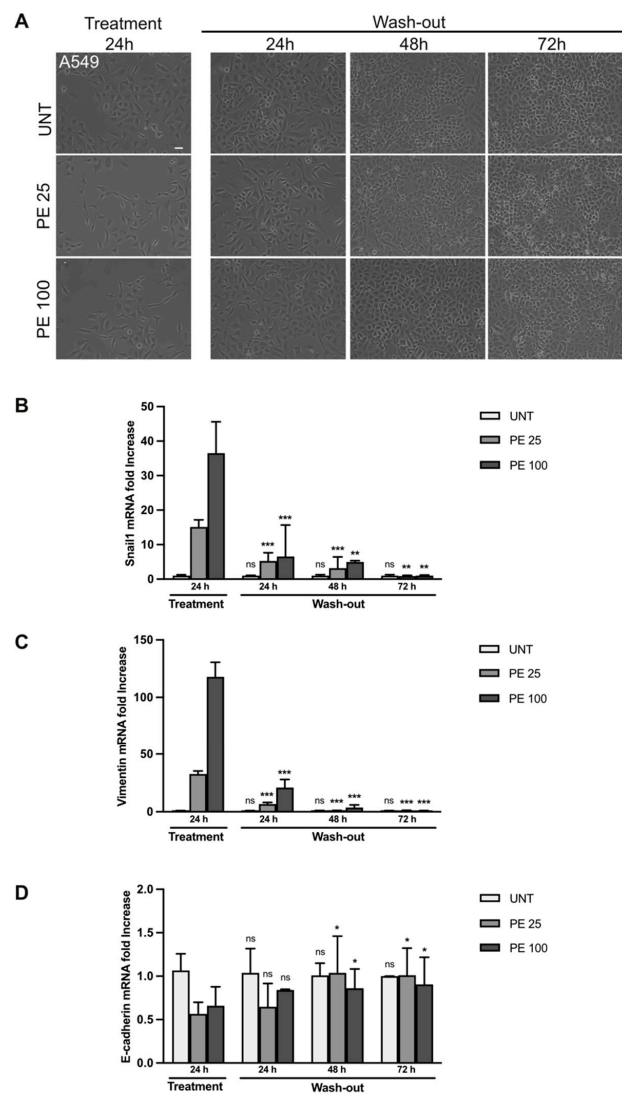 A
Treatment
Wash-out
24h
24h
48h
72h
A549
UNT
PE 25
PE 100
B
Snail1 mRNA fold Increase
50
40
30
20
10
0
ns
***
***
ns
***
**
ns
**
**
24 h
24 h
48 h
72 h
Treatment
Wash-out
UNT
PE 25
PE 100
C
Vimentin mRNA fold Increase
150
100
50
0
ns
***
***
ns
***
***
ns
***
***
24 h
24 h
48 h
72 h
Treatment
Wash-out
UNT
PE 25
PE 100
D
E-cadherin mRNA fold Increase
2.0
1.5
1.0
0.5
0.0
ns
ns
ns
ns
*
*
ns
*
*
24 h
24 h
48 h
72 h
Treatment
Wash-out
UNT
PE 25
PE 100